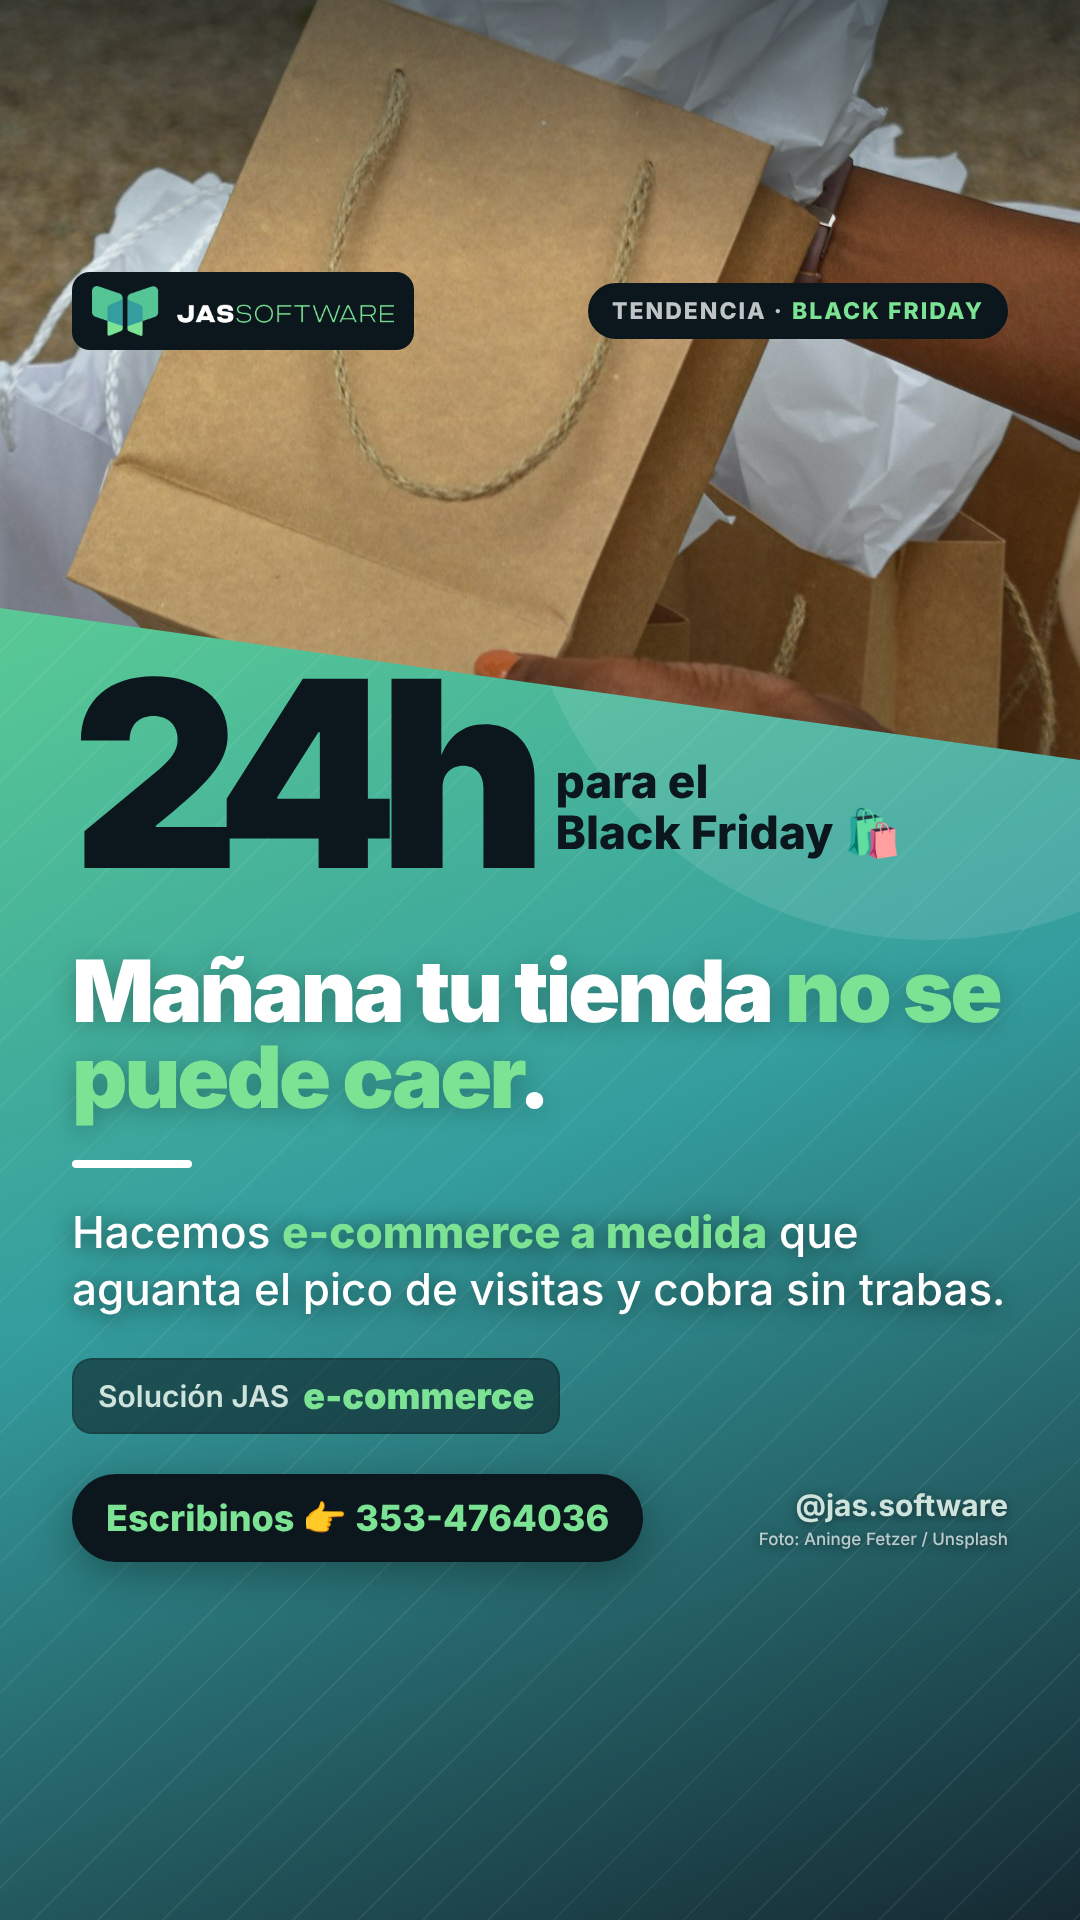 JASSOFTWARE
TENDENCIA · BLACK FRIDAY
24h
para el
Black Friday 🛍️
Mañana tu tienda no se
puede caer.
Hacemos e-commerce a medida que
aguanta el pico de visitas y cobra sin trabas.
Solución JAS e-commerce
Escribinos 👉 353-4764036
@jas.software
Foto: Aninge Fetzer / Unsplash